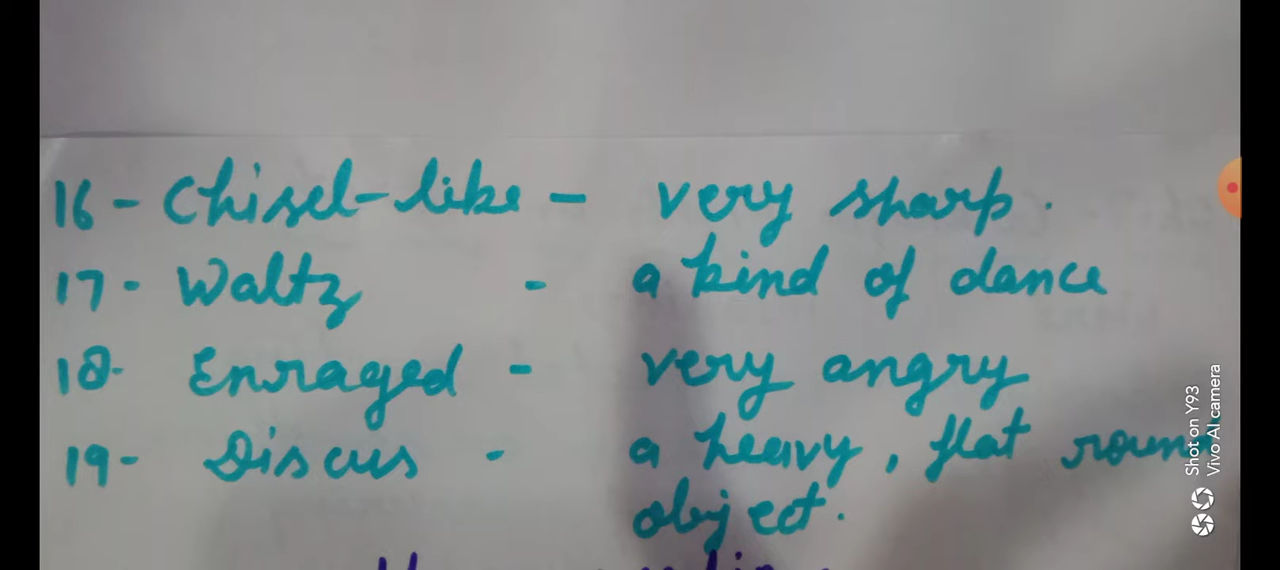 16 - Chisel-like - very sharp.
17 - Waltz - a kind of dance
18 - Enraged - very angry
19 - Discus - a heavy, flat round
object.
Shot on Y93
Vivo AI camera